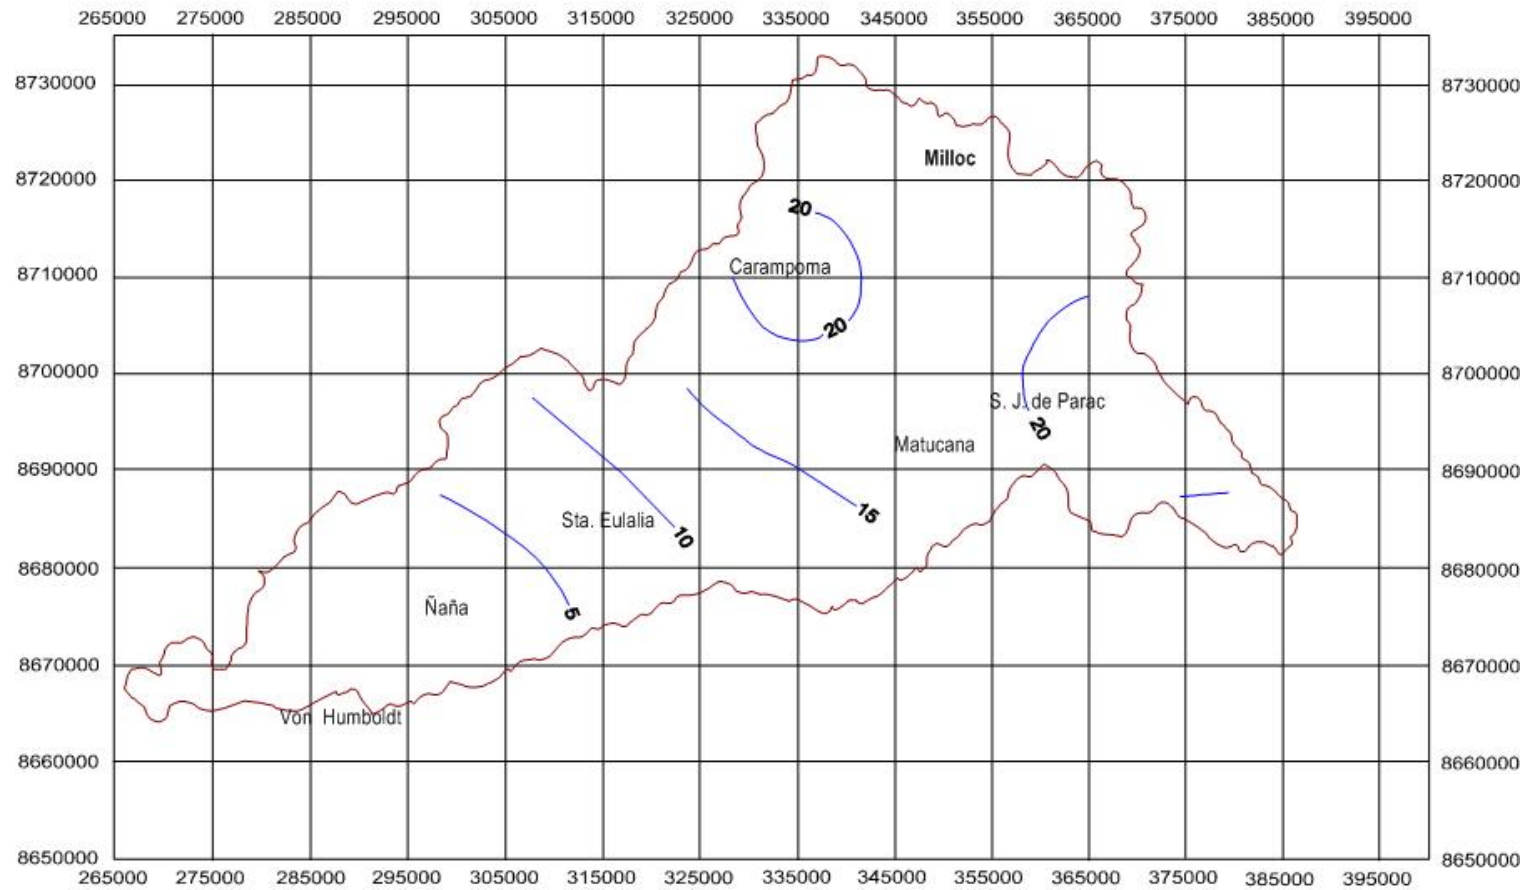 265000 275000 285000 295000 305000 315000 325000 335000 345000 355000 365000 375000 385000 395000
8730000 8730000
Milloc
8720000 8720000
20
Carampoma
8710000 8710000
20
8700000 8700000
S. J. de Parac
20
Matucana
8690000 8690000
15
Sta. Eulalia
10
8680000 8680000
Ñaña
5
8670000 8670000
Von Humboldt
8660000 8660000
8650000 8650000
265000 275000 285000 295000 305000 315000 325000 335000 345000 355000 365000 375000 385000 395000